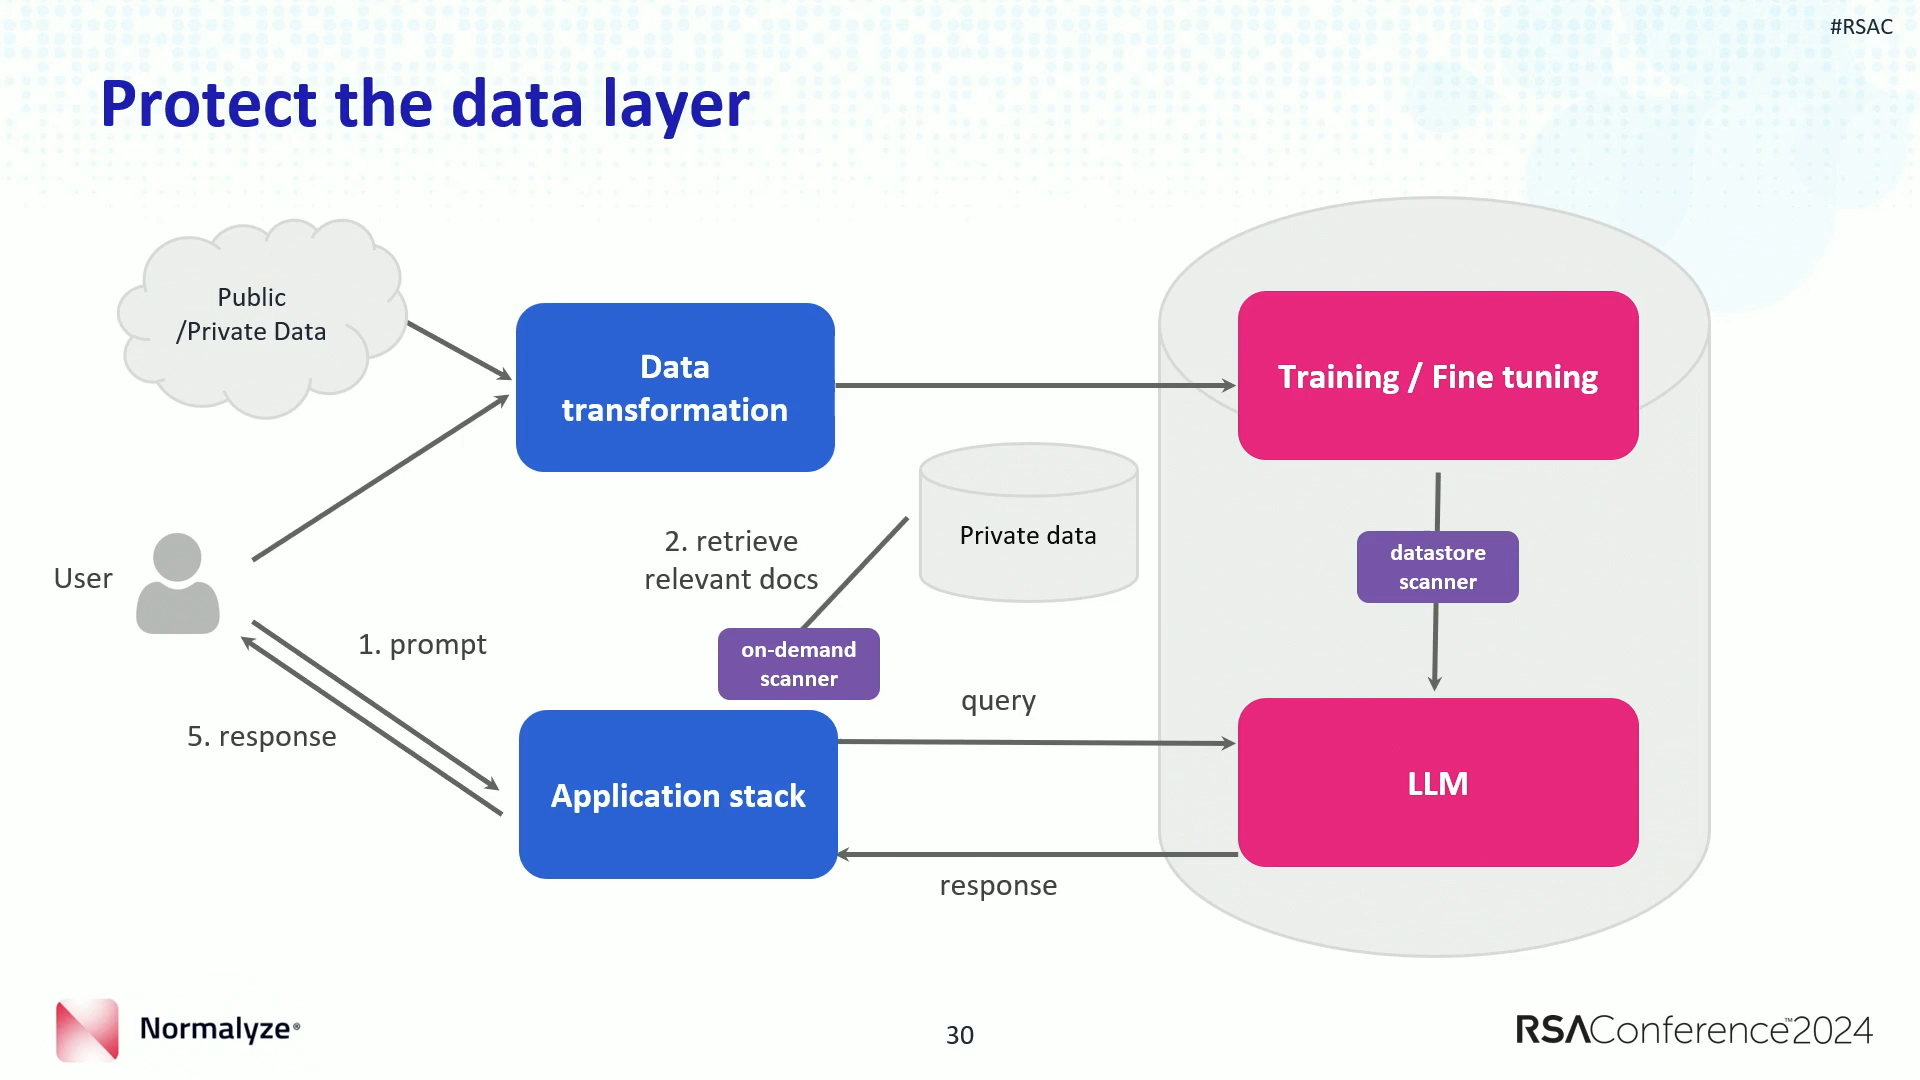 #RSAC
Protect the data layer
Public
/Private Data
Data
transformation
Training / Fine tuning
Private data
2. retrieve
relevant docs
datastore
scanner
User
1. prompt
on-demand
scanner
query
5. response
Application stack
LLM
response
Normalyze®
30
RSAConference™2024